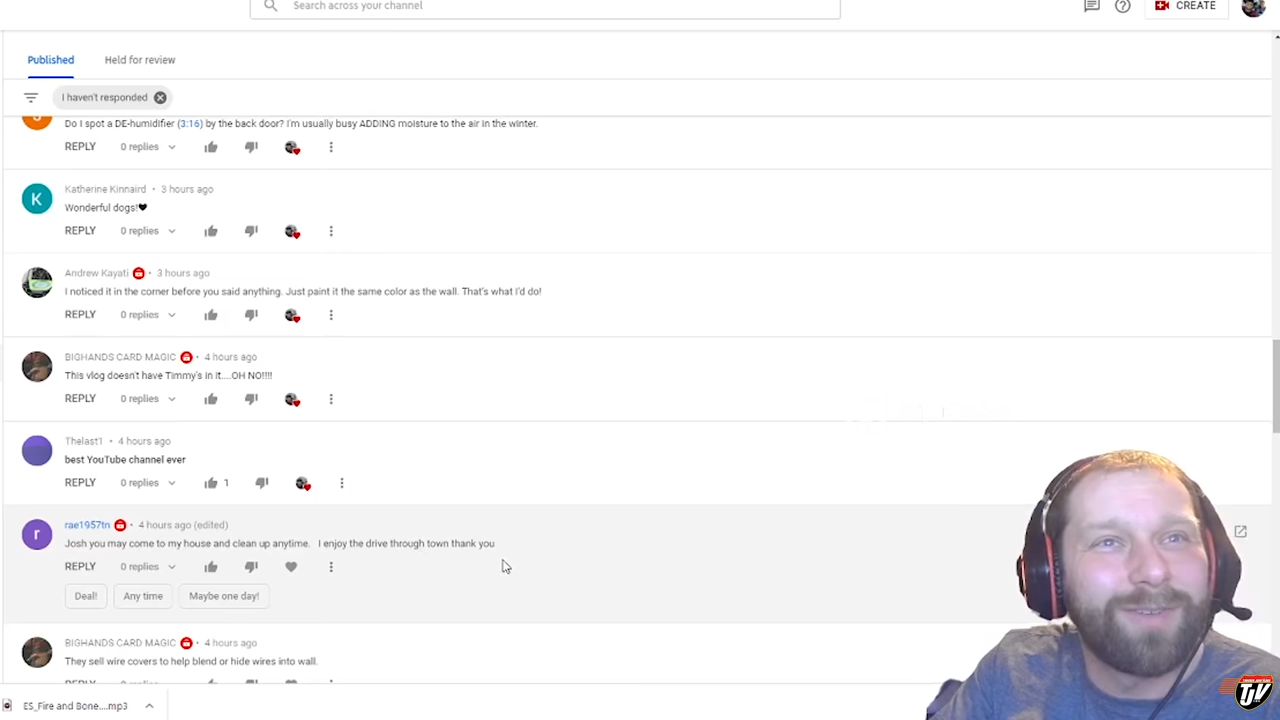 Search across your channel
CREATE
Published
Held for review
I haven't responded
Do I spot a DE-humidifier (3:16) by the back door? I'm usually busy ADDING moisture to the air in the winter.
REPLY 0 replies
K
Katherine Kinnaird • 3 hours ago
Wonderful dogs!🖤
REPLY 0 replies
Andrew Kayati • 3 hours ago
I noticed it in the corner before you said anything. Just paint it the same color as the wall. That's what I'd do!
REPLY 0 replies
BIGHANDS CARD MAGIC • 4 hours ago
This vlog doesn't have Timmy's in it....OH NO!!!!
REPLY 0 replies
Thelast1 • 4 hours ago
best YouTube channel ever
REPLY 0 replies 1
r
rae1957tn • 4 hours ago (edited)
Josh you may come to my house and clean up anytime. I enjoy the drive through town thank you
REPLY 0 replies
Deal! Any time Maybe one day!
BIGHANDS CARD MAGIC • 4 hours ago
They sell wire covers to help blend or hide wires into wall.
ES_Fire and Bone....mp3